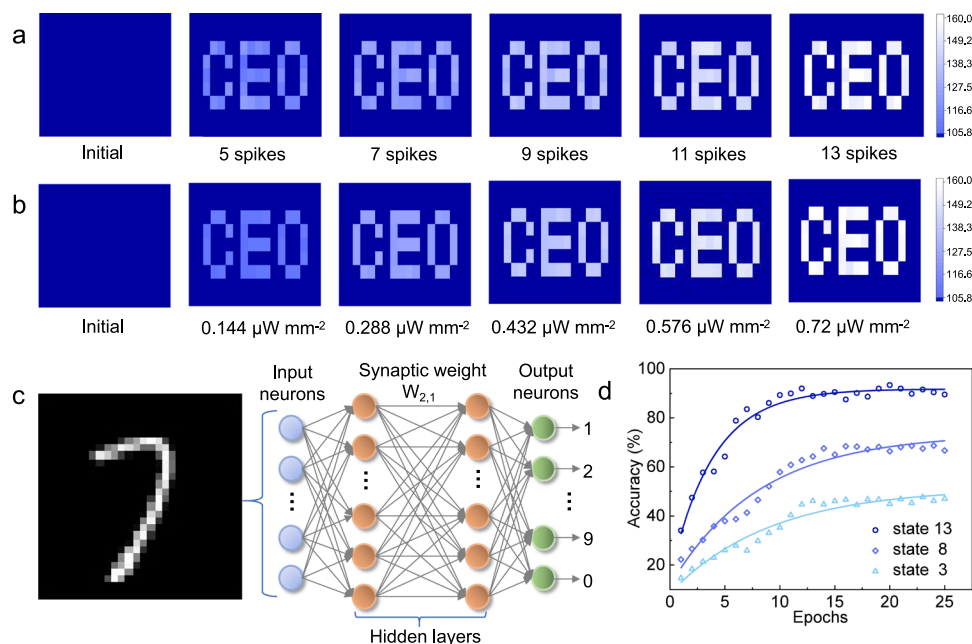 a
CEO CEO CEO CEO CEO
160.0
149.2
138.3
127.5
116.6
105.8
Initial 5 spikes 7 spikes 9 spikes 11 spikes 13 spikes
b
CEO CEO CEO CEO CEO
160.0
149.2
138.3
127.5
116.6
105.8
Initial 0.144 µW mm⁻² 0.288 µW mm⁻² 0.432 µW mm⁻² 0.576 µW mm⁻² 0.72 µW mm⁻²
c
7
Input
neurons
Synaptic weight
W2,1
Output
neurons
1
2
9
0
Hidden layers
d
Accuracy (%)
100
80
60
40
20
state 13
state 8
state 3
0 5 10 15 20 25
Epochs